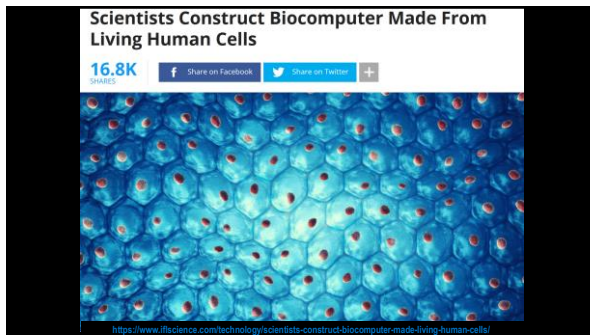 Scientists Construct Biocomputer Made From
Living Human Cells
16.8K
SHARES
f Share on Facebook
Share on Twitter
+
https://www.iflscience.com/technology/scientists-construct-biocomputer-made-living-human-cells/